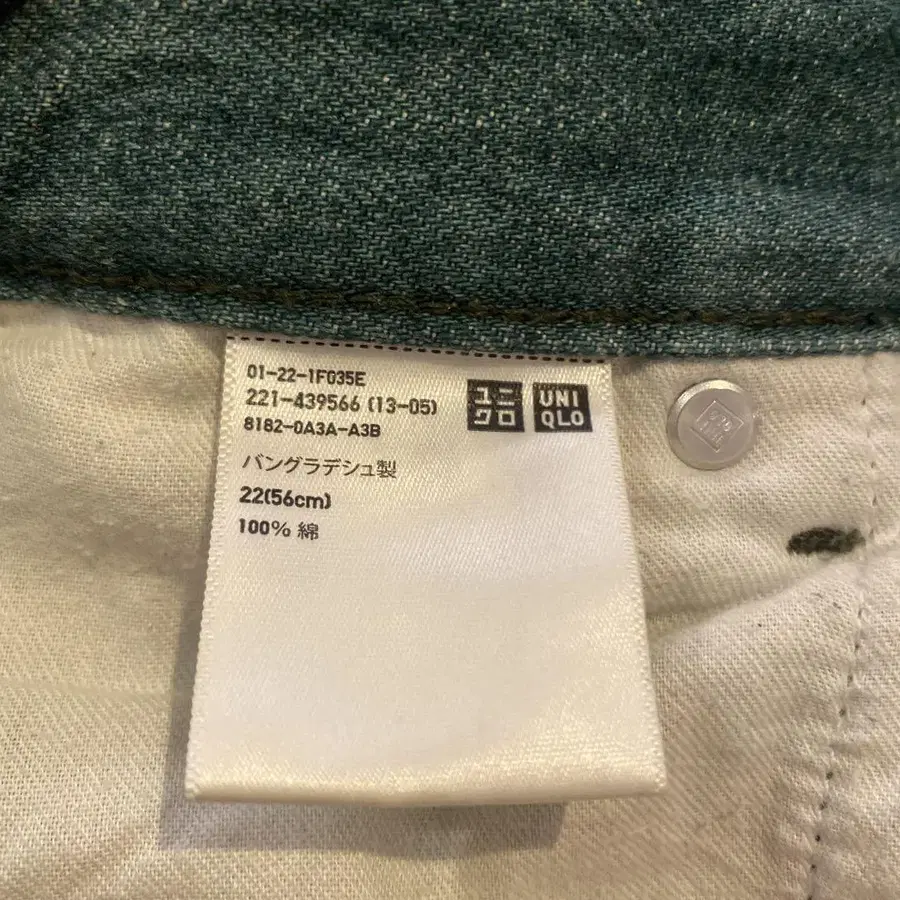 01-22-1F035E
221-439566 (13-05)
8182-0A3A-A3B
バングラデシュ製
22(56cm)
100% 綿
ユニ
クロ
UNI
QLO